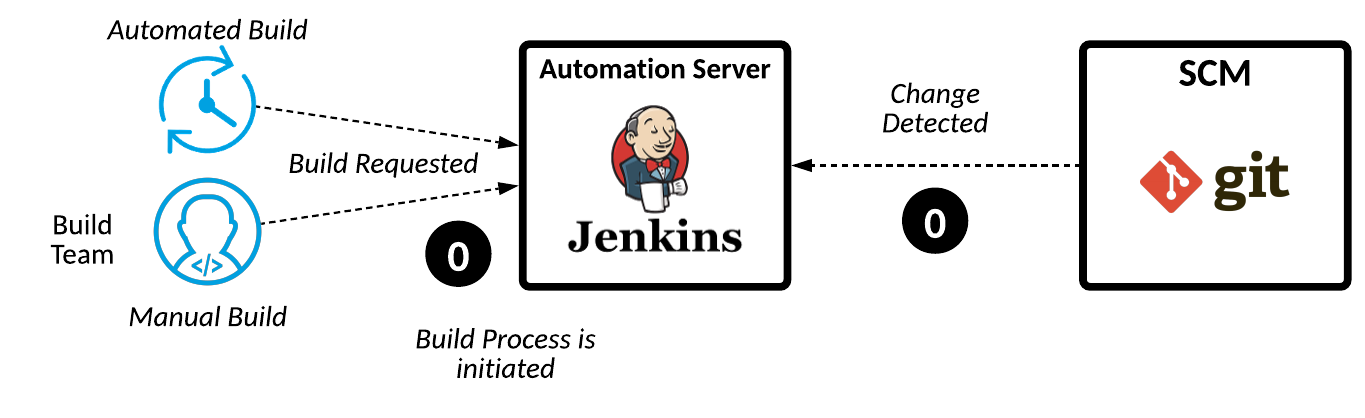 Automated Build
Build Requested
Build
Team
</>
Manual Build
0
Build Process is
initiated
Automation Server
Jenkins
Change
Detected
0
SCM
git